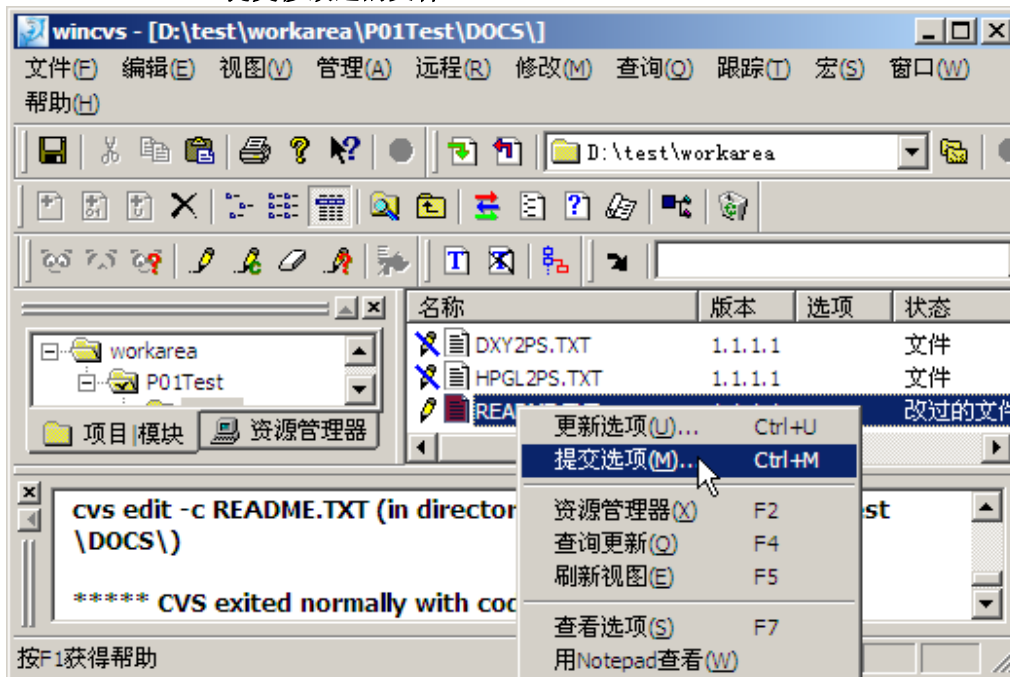 wincvs - [D:\test\workarea\P01Test\DOCS\]
文件(F) 编辑(E) 视图(V) 管理(A) 远程(R) 修改(M) 查询(Q) 跟踪(T) 宏(S) 窗口(W)
帮助(H)
D:\test\workarea
名称 版本 选项 状态
workarea
P01Test
DXY2PS.TXT 1.1.1.1 文件
HPGL2PS.TXT 1.1.1.1 文件
改过的文件
项目|模块 资源管理器
更新选项(U)... Ctrl+U
提交选项(M)... Ctrl+M
资源管理器(X) F2
查询更新(Q) F4
刷新视图(E) F5
查看选项(S) F7
用Notepad查看(W)
cvs edit -c README.TXT (in
\DOCS\)
***** CVS exited normally with
按F1获得帮助